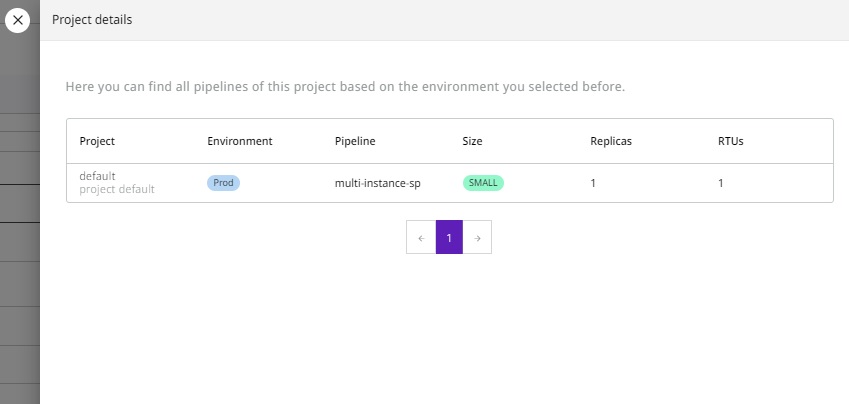 Project details
Here you can find all pipelines of this project based on the environment you selected before.
Project Environment Pipeline Size Replicas RTUs
default
project default
Prod multi-instance-sp SMALL 1 1
← 1 →